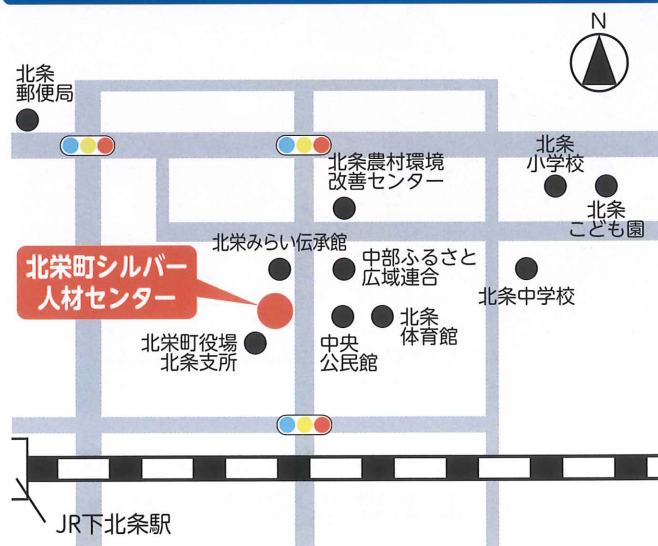 N
北条
郵便局
北条
小学校
北条農村環境
改善センター
北条
こども園
北栄みらい伝承館
中部ふるさと
広域連合
北栄町シルバー
人材センター
北条中学校
北条
体育館
北栄町役場
北条支所
中央
公民館
JR下北条駅